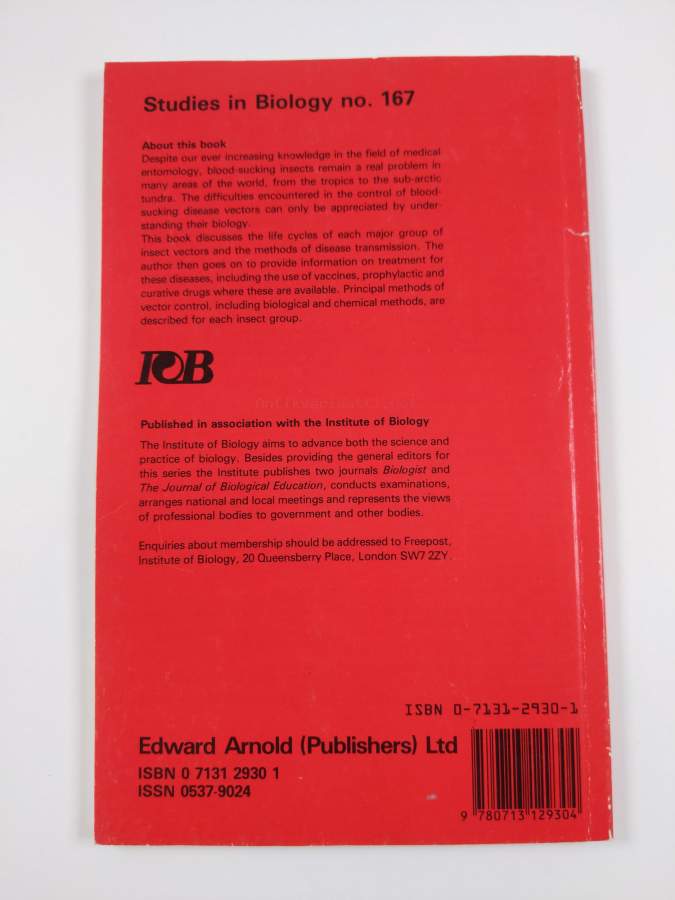 Studies in Biology no. 167
About this book
Despite our ever increasing knowledge in the field of medical
entomology, blood-sucking insects remain a real problem in
many areas of the world, from the tropics to the sub-arctic
tundra. The difficulties encountered in the control of blood-
sucking disease vectors can only be appreciated by under-
standing their biology.
This book discusses the life cycles of each major group of
insect vectors and the methods of disease transmission. The
author then goes on to provide information on treatment for
these diseases, including the use of vaccines, prophylactic and
curative drugs where these are available. Principal methods of
vector control, including biological and chemical methods, are
described for each insect group.
IOB
Published in association with the Institute of Biology
The Institute of Biology aims to advance both the science and
practice of biology. Besides providing the general editors for
this series the Institute publishes two journals Biologist and
The Journal of Biological Education, conducts examinations,
arranges national and local meetings and represents the views
of professional bodies to government and other bodies.
Enquiries about membership should be addressed to Freepost,
Institute of Biology, 20 Queensberry Place, London SW7 2ZY.
ISBN 0-7131-2930-1
Edward Arnold (Publishers) Ltd
ISBN 0 7131 2930 1
ISSN 0537-9024
9 780713 129304